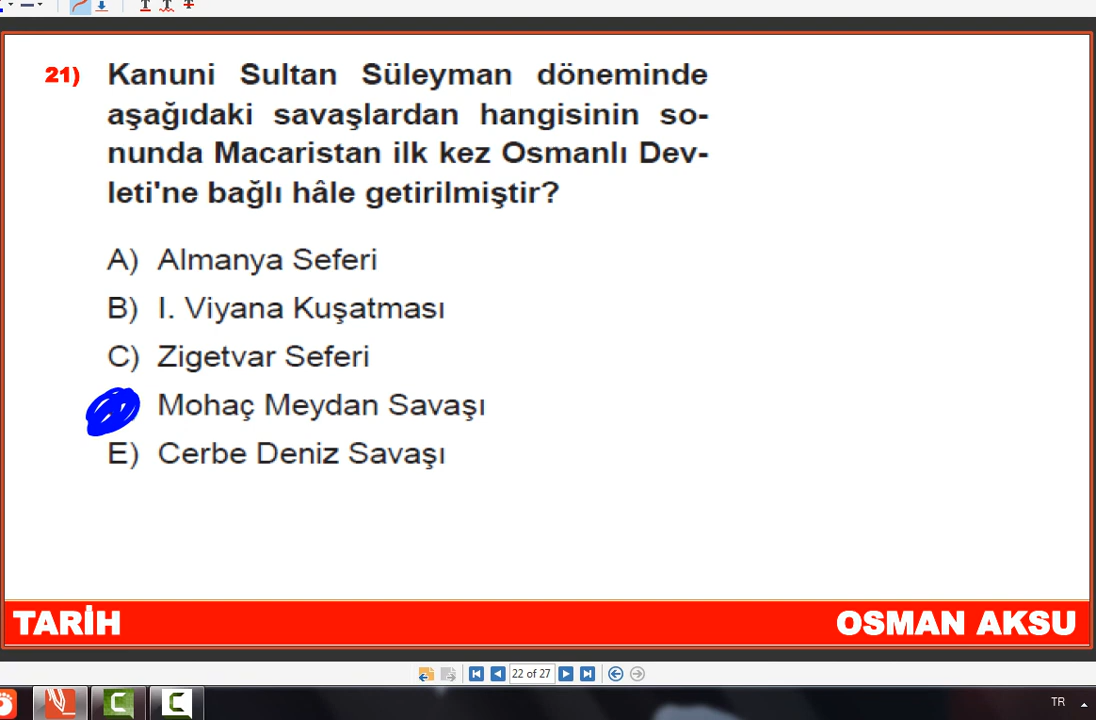 21) Kanuni Sultan Süleyman döneminde
aşağıdaki savaşlardan hangisinin so-
nunda Macaristan ilk kez Osmanlı Dev-
leti'ne bağlı hâle getirilmiştir?
A) Almanya Seferi
B) I. Viyana Kuşatması
C) Zigetvar Seferi
Mohaç Meydan Savaşı
E) Cerbe Deniz Savaşı
TARİH OSMAN AKSU
22 of 27
TR